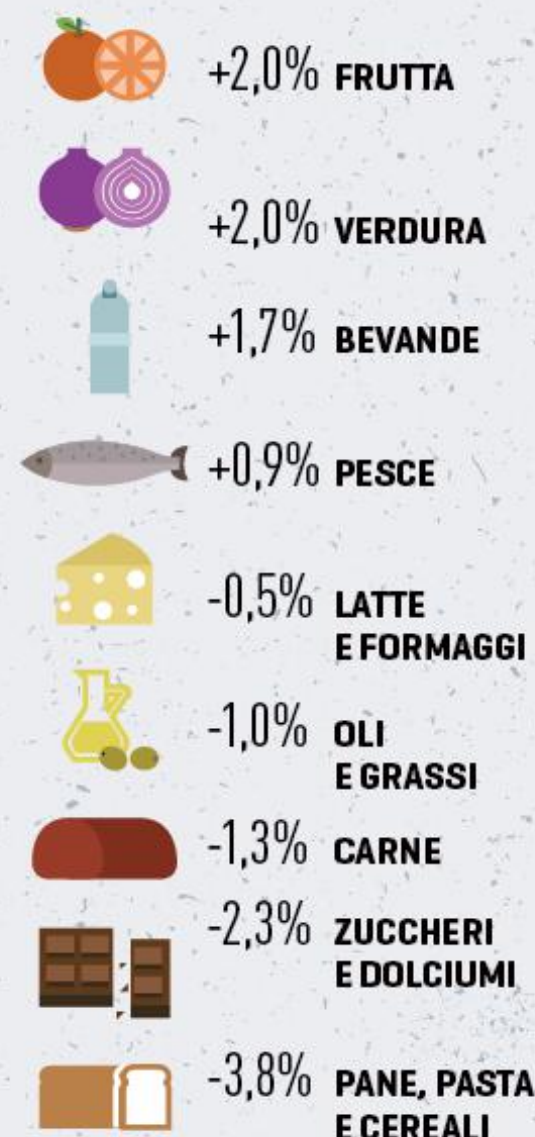 +2,0% FRUTTA
+2,0% VERDURA
+1,7% BEVANDE
+0,9% PESCE
-0,5% LATTE
E FORMAGGI
-1,0% OLI
E GRASSI
-1,3% CARNE
-2,3% ZUCCHERI
E DOLCIUMI
-3,8% PANE, PASTA
E CEREALI